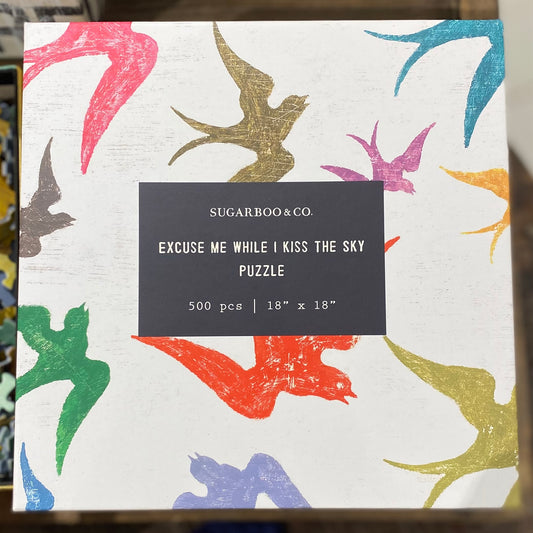 SUGARBOO & CO.
EXCUSE ME WHILE I KISS THE SKY
PUZZLE
500 pcs | 18" x 18"